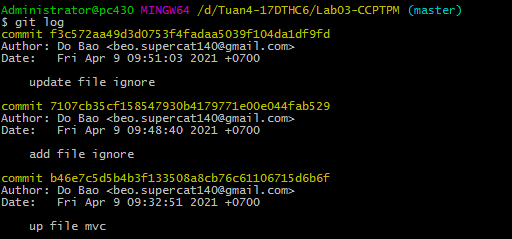 Administrator@pc430 MINGW64 /d/Tuan4-17DTHC6/Lab03-CCPTPM (master)
$ git log
commit f3c572aa49d3d0753f4fadaa5039f104da1df9fd
Author: Do Bao <beo.supercat140@gmail.com>
Date:   Fri Apr 9 09:51:03 2021 +0700

    update file ignore

commit 7107cb35cf158547930b4179771e00e044fab529
Author: Do Bao <beo.supercat140@gmail.com>
Date:   Fri Apr 9 09:48:40 2021 +0700

    add file ignore

commit b46e7c5d5b4b3f133508a8cb76c61106715d6b6f
Author: Do Bao <beo.supercat140@gmail.com>
Date:   Fri Apr 9 09:32:51 2021 +0700

    up file mvc